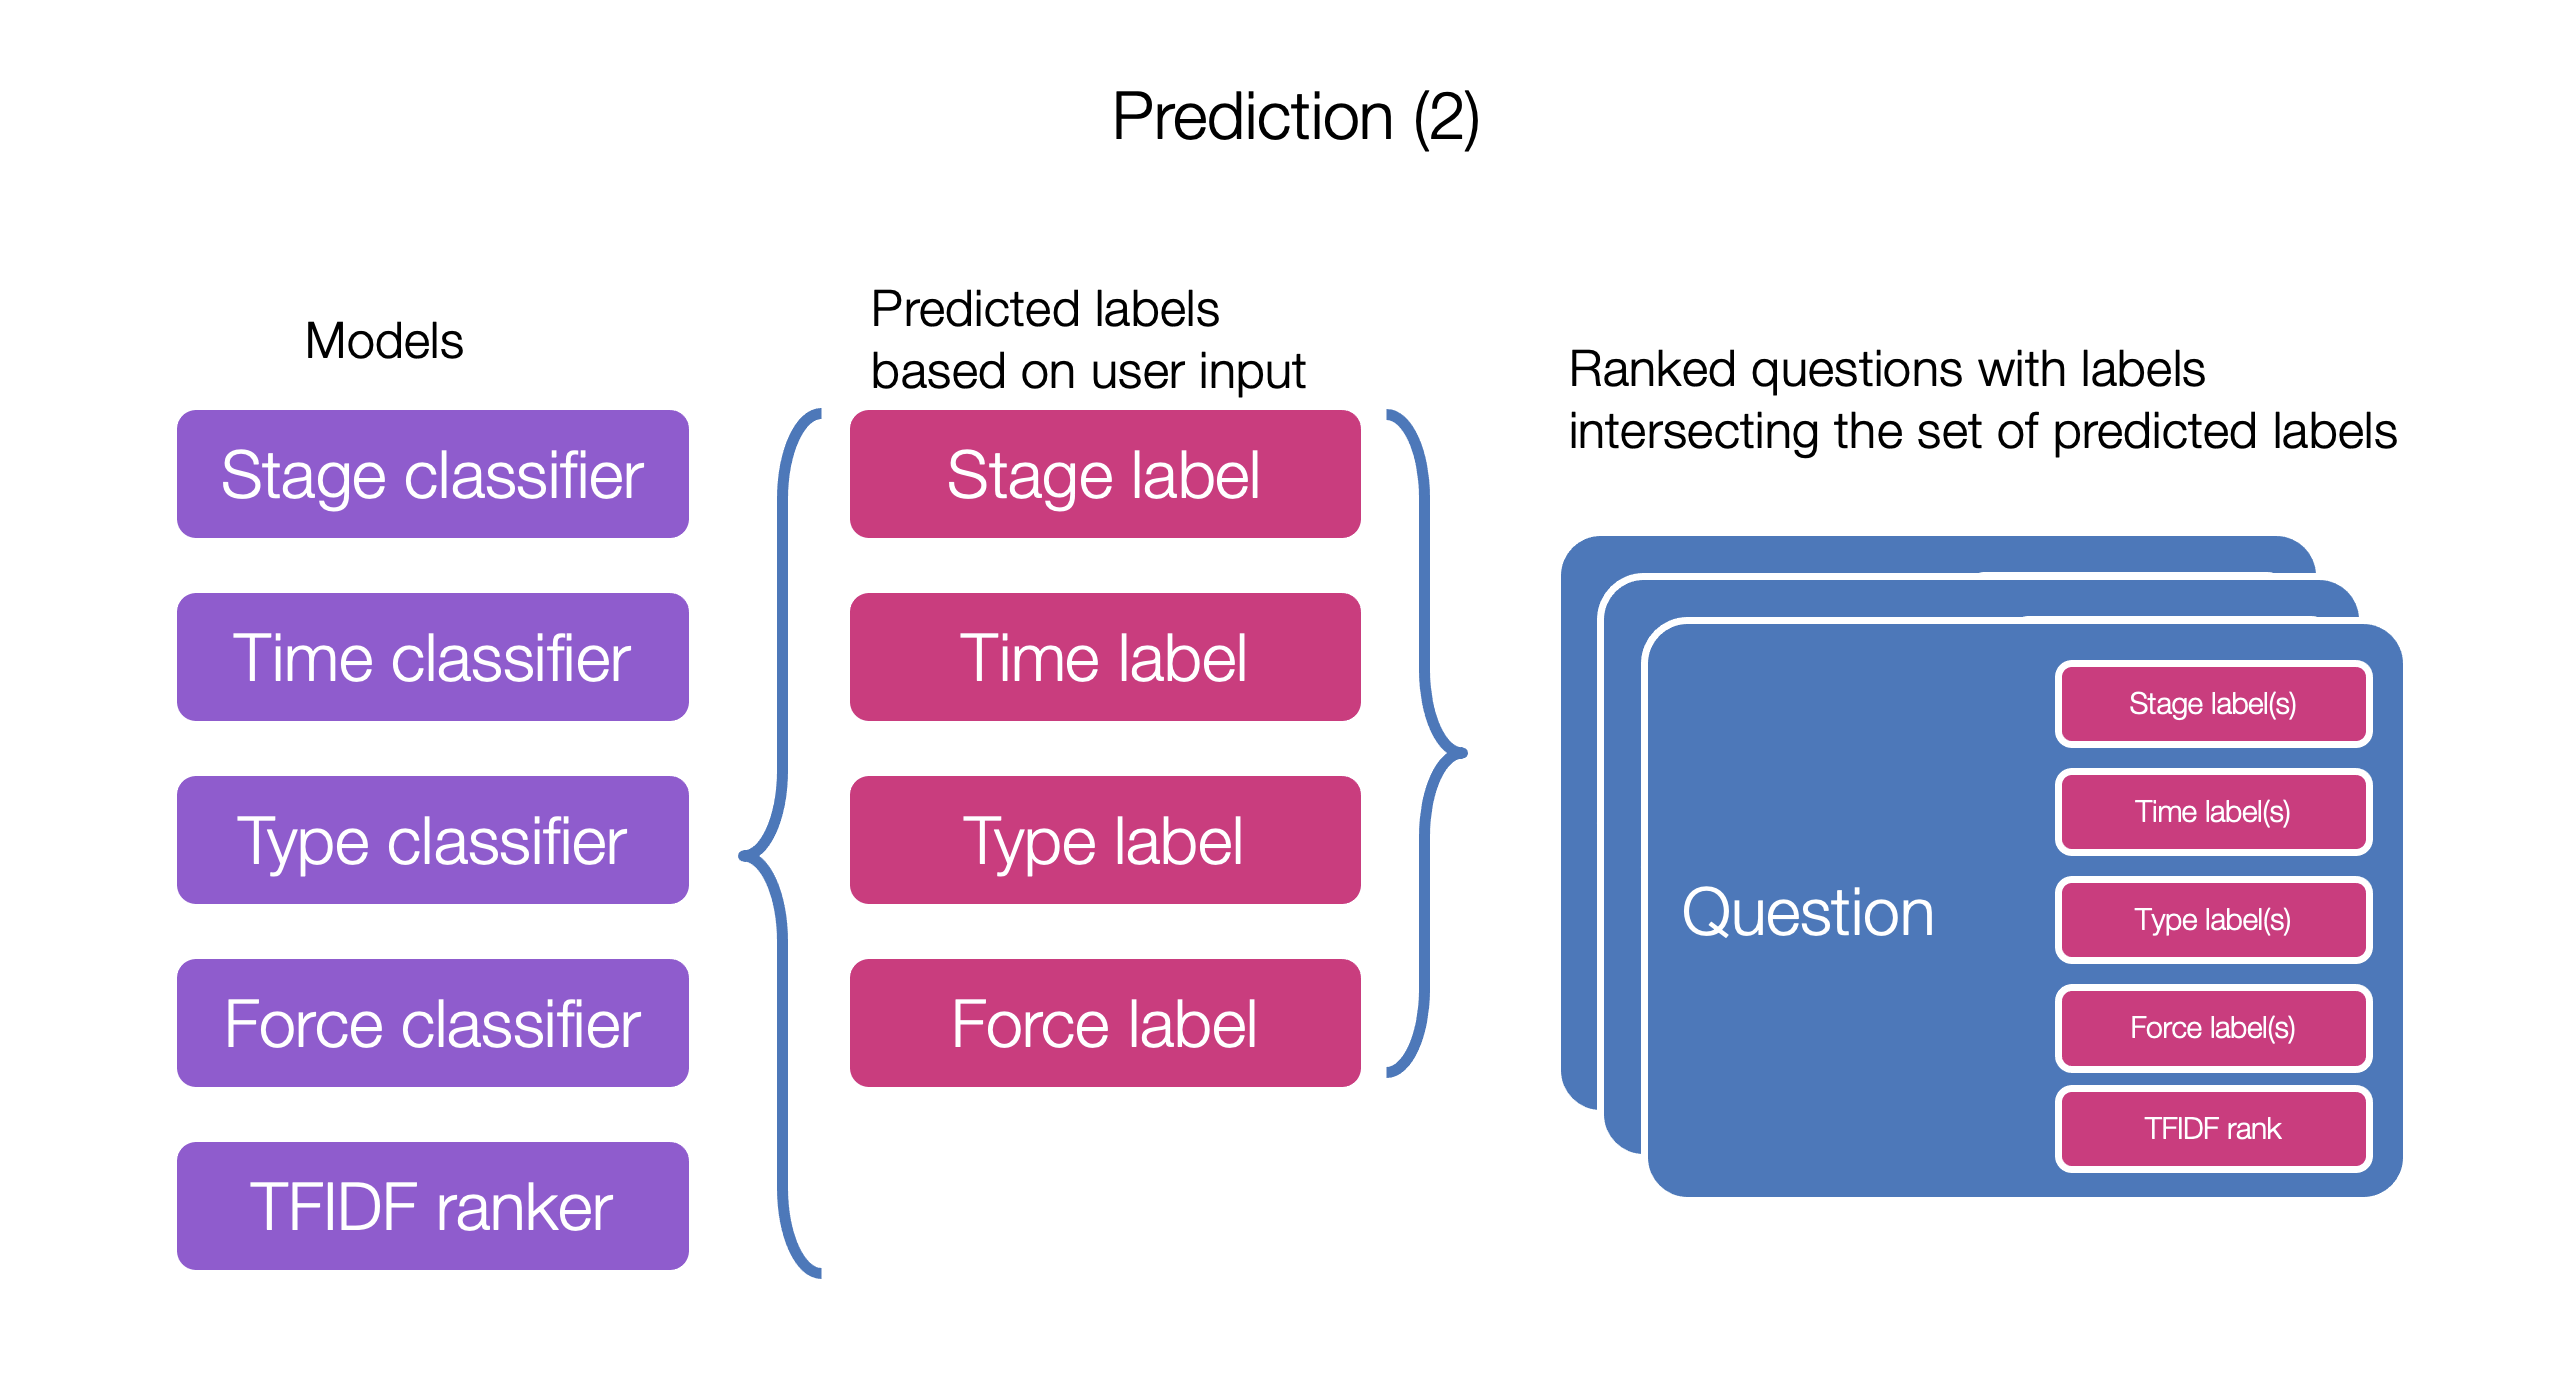 Prediction (2)
Models
Stage classifier
Time classifier
Type classifier
Force classifier
TFIDF ranker
Predicted labels
based on user input
Stage label
Time label
Type label
Force label
Ranked questions with labels
intersecting the set of predicted labels
Question
Stage label(s)
Time label(s)
Type label(s)
Force label(s)
TFIDF rank